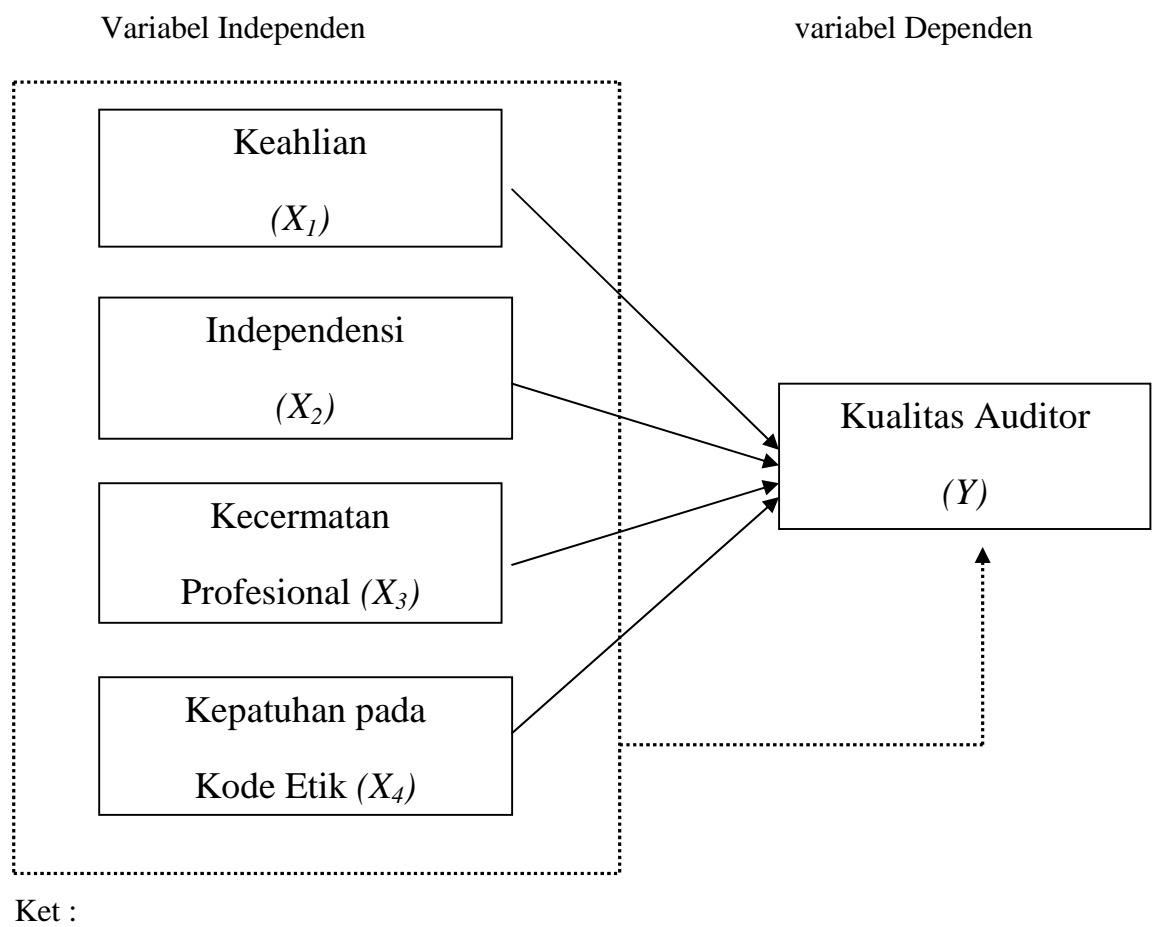 Variabel Independen
variabel Dependen
Keahlian
(X₁)
Independensi
(X₂)
Kecermatan
Profesional (X₃)
Kepatuhan pada
Kode Etik (X₄)
Kualitas Auditor
(Y)
Ket :